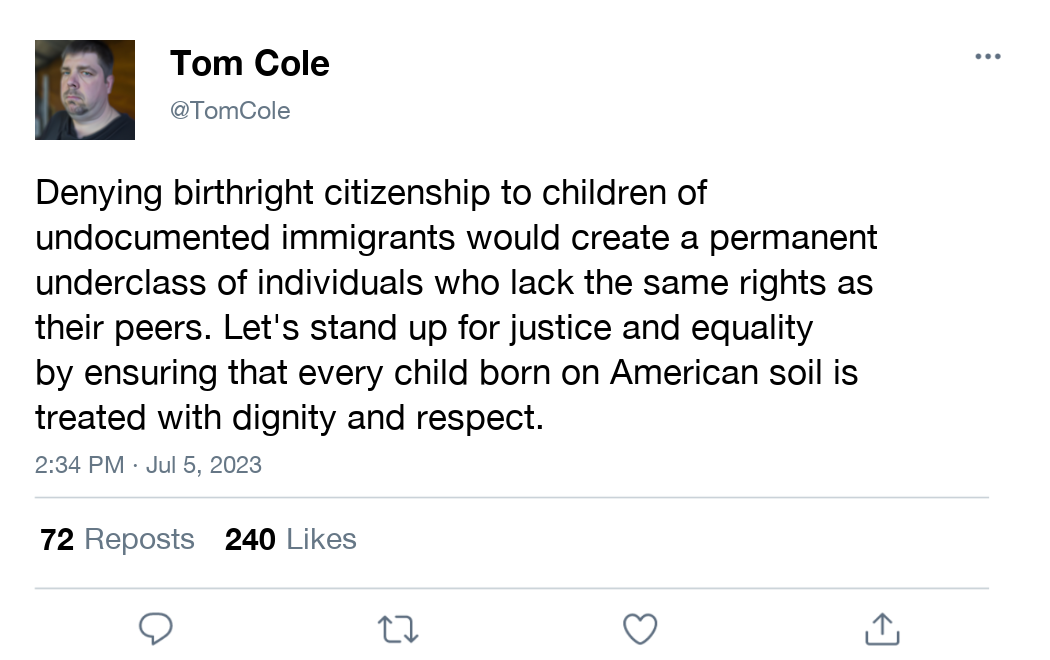 Tom Cole
@TomCole
Denying birthright citizenship to children of
undocumented immigrants would create a permanent
underclass of individuals who lack the same rights as
their peers. Let's stand up for justice and equality
by ensuring that every child born on American soil is
treated with dignity and respect.
2:34 PM · Jul 5, 2023
72 Reposts 240 Likes